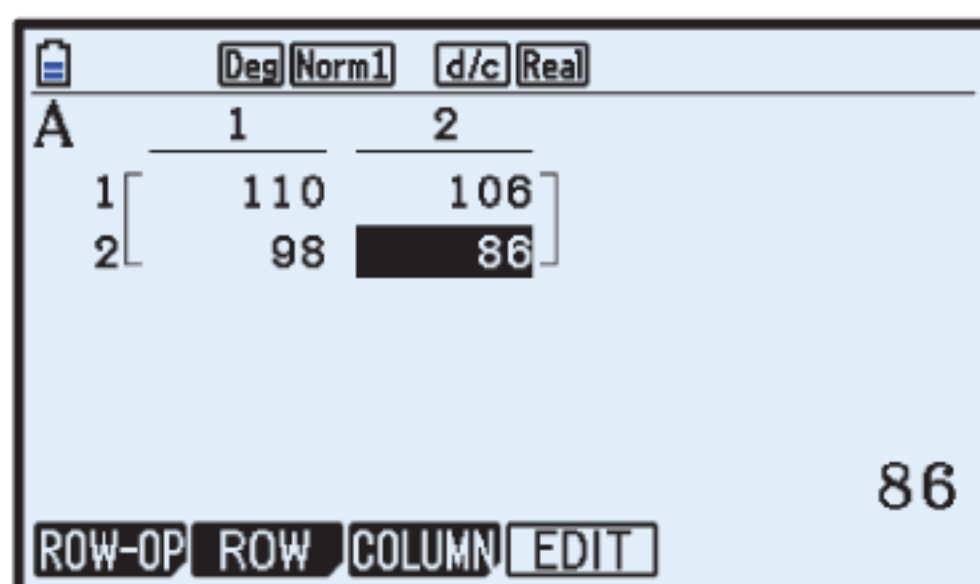 Deg Norm1 d/c Real
A 1 2
1 110 106
2 98 86
86
ROW-OP ROW COLUMN EDIT